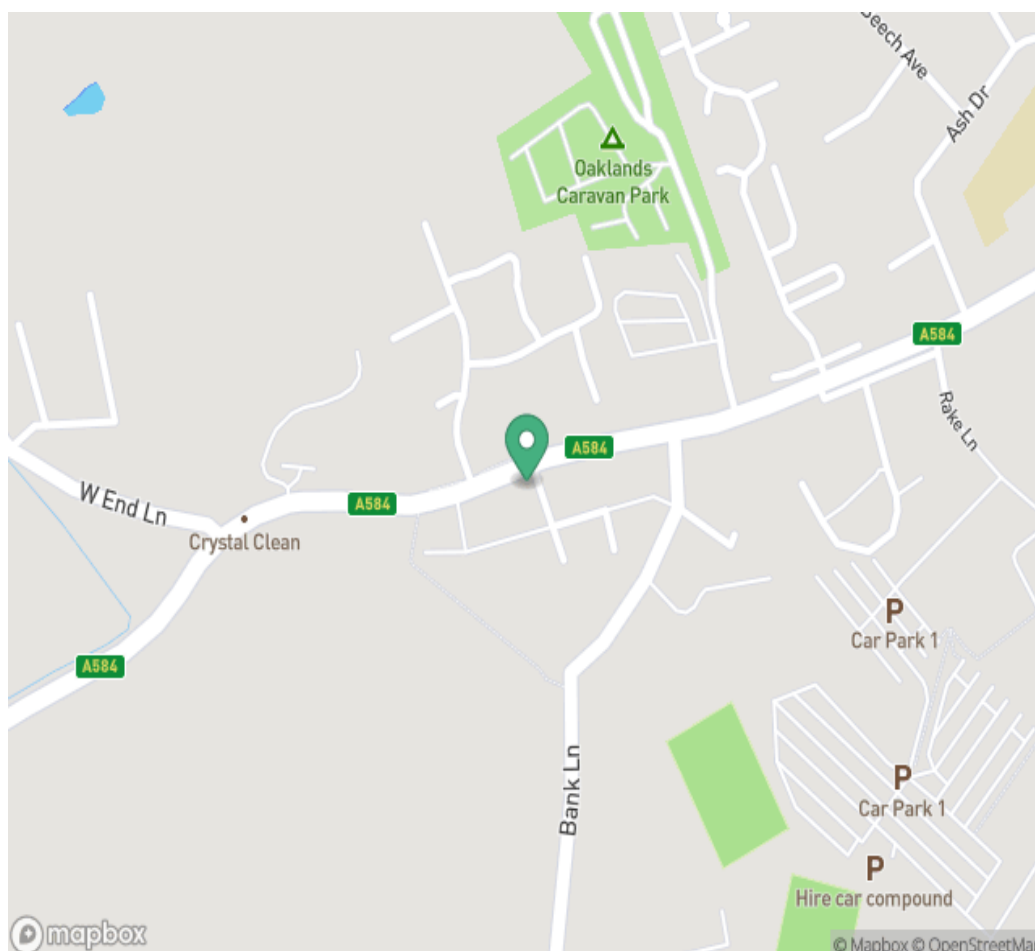 Beech Ave
Ash Dr
Oaklands
Caravan Park
A584
Rake Ln
A584
W End Ln
A584
Crystal Clean
P
Car Park 1
A584
Bank Ln
P
Car Park 1
P
Hire car compound
mapbox
© Mapbox © OpenStreetMa